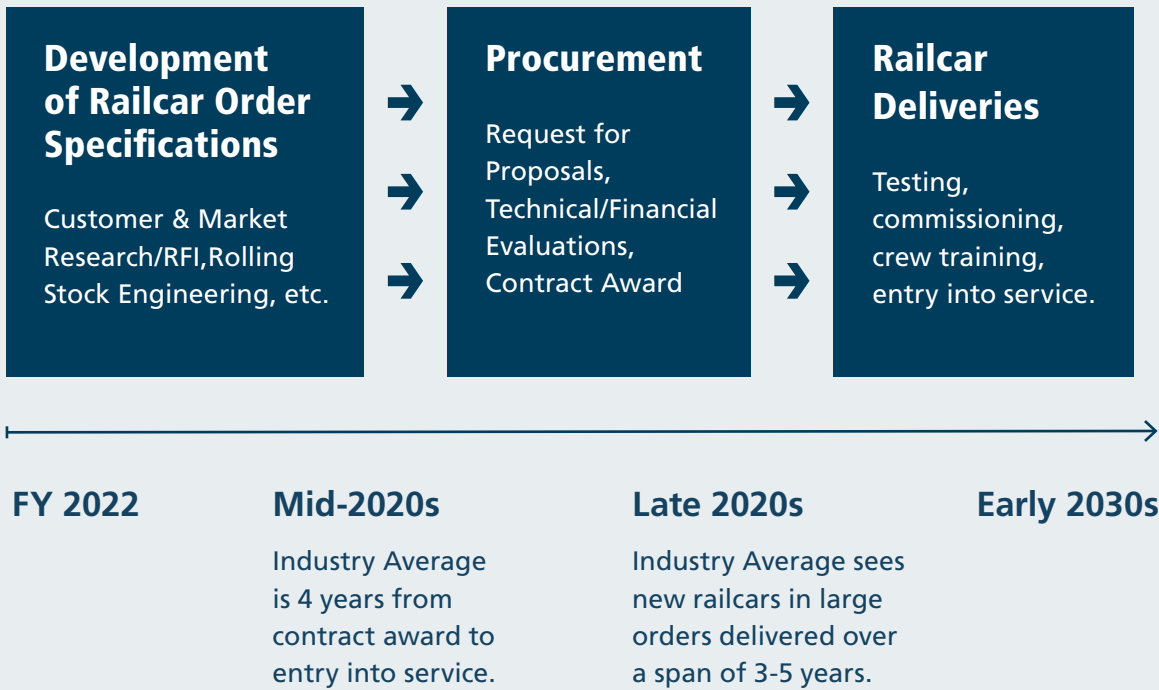 Development
of Railcar Order
Specifications
Customer & Market
Research/RFI,Rolling
Stock Engineering, etc.
Procurement
Request for
Proposals,
Technical/Financial
Evaluations,
Contract Award
Railcar
Deliveries
Testing,
commissioning,
crew training,
entry into service.
FY 2022
Mid-2020s
Industry Average
is 4 years from
contract award to
entry into service.
Late 2020s
Industry Average sees
new railcars in large
orders delivered over
a span of 3-5 years.
Early 2030s